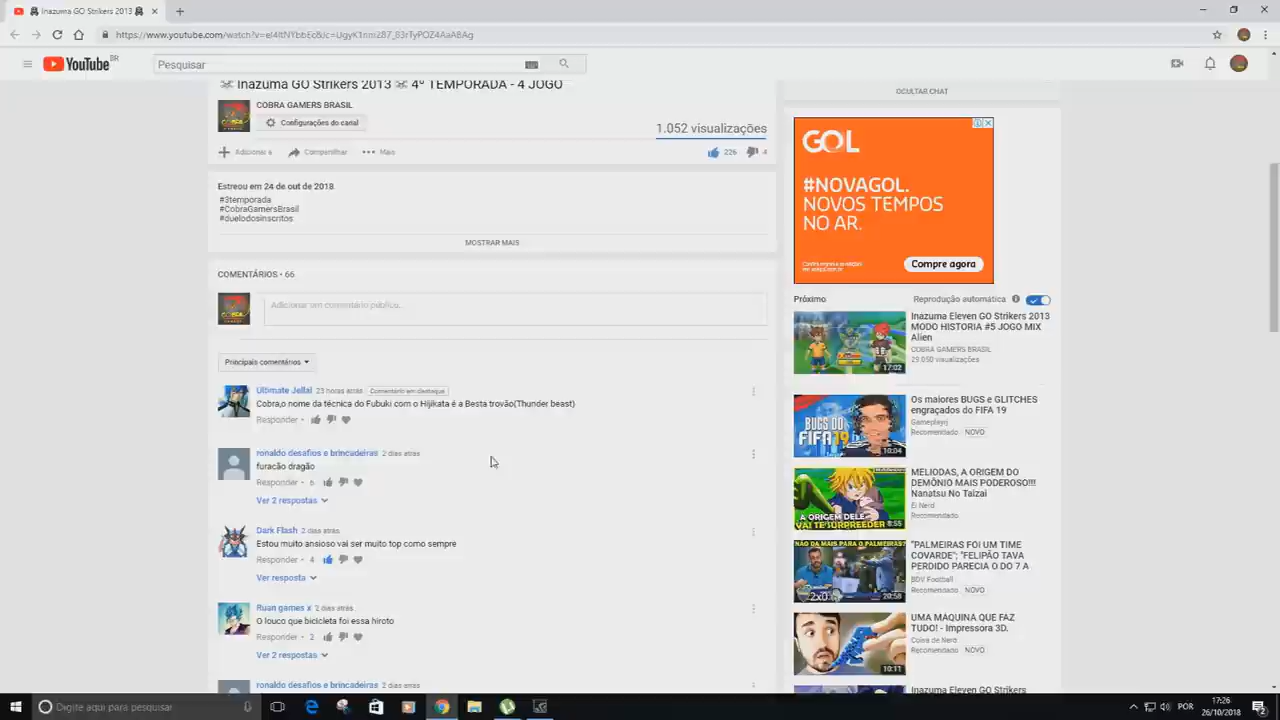 Inazuma GO Strikers 2013
YouTube BR
Pesquisar
Inazuma GO Strikers 2013 4ª TEMPORADA - 4 JOGO
COBRA GAMERS BRASIL
Configurações do canal
1.052 visualizações
Adicionar a
Compartilhar
Mais
226
4
Estreou em 24 de out de 2018
#3temporada
#CobraGamersBrasil
#duelodosinscritos
MOSTRAR MAIS
COMENTÁRIOS • 66
Adicionar um comentário público...
Principais comentários
Ultimate Jellal 23 horas atrás Comentário em destaque
Cobra,o nome da técnica do Fubuki com o Hijikata é a Besta trovão(Thunder beast)
Responder •
ronaldo desafios e brincadeiras 2 dias atrás
furacão dragão
Responder • 6
Ver 2 respostas
Dark Flash 2 dias atrás
Estou muito ansioso vai ser muito top como sempre
Responder • 4
Ver resposta
Ruan games x 2 dias atrás
O louco que bicicleta foi essa hiroto
Responder • 2
Ver 2 respostas
ronaldo desafios e brincadeiras 2 dias atrás
OCULTAR CHAT
GOL
#NOVAGOL.
NOVOS TEMPOS
NO AR.
Compre agora
Próximo
Reprodução automática
Inazuma Eleven GO Strikers 2013
MODO HISTORIA #5 JOGO MIX
Alien
COBRA GAMERS BRASIL
29.050 visualizações
17:02
Os maiores BUGS e GLITCHES
engraçados do FIFA 19
Gameplayrj
Recomendado NOVO
BUGS DO
FIFA 19
10:04
MELIODAS, A ORIGEM DO
DEMÔNIO MAIS PODEROSO!!!
Nanatsu No Taizai
Ei Nerd
Recomendado
A ORIGEM DELE
VAI TE SURPREENDER
8:55
"PALMEIRAS FOI UM TIME
COVARDE"; "FELIPÃO TAVA
PERDIDO PARECIA O DO 7 A
BDV Football
Recomendado NOVO
NÃO DA MAIS PARA O PALMEIRAS?
2x0
20:58
UMA MÁQUINA QUE FAZ
TUDO! - Impressora 3D.
Coisa de Nerd
Recomendado NOVO
10:11
Inazuma Eleven GO Strikers
Digite aqui para pesquisar
POR
17:26
26/10/2018